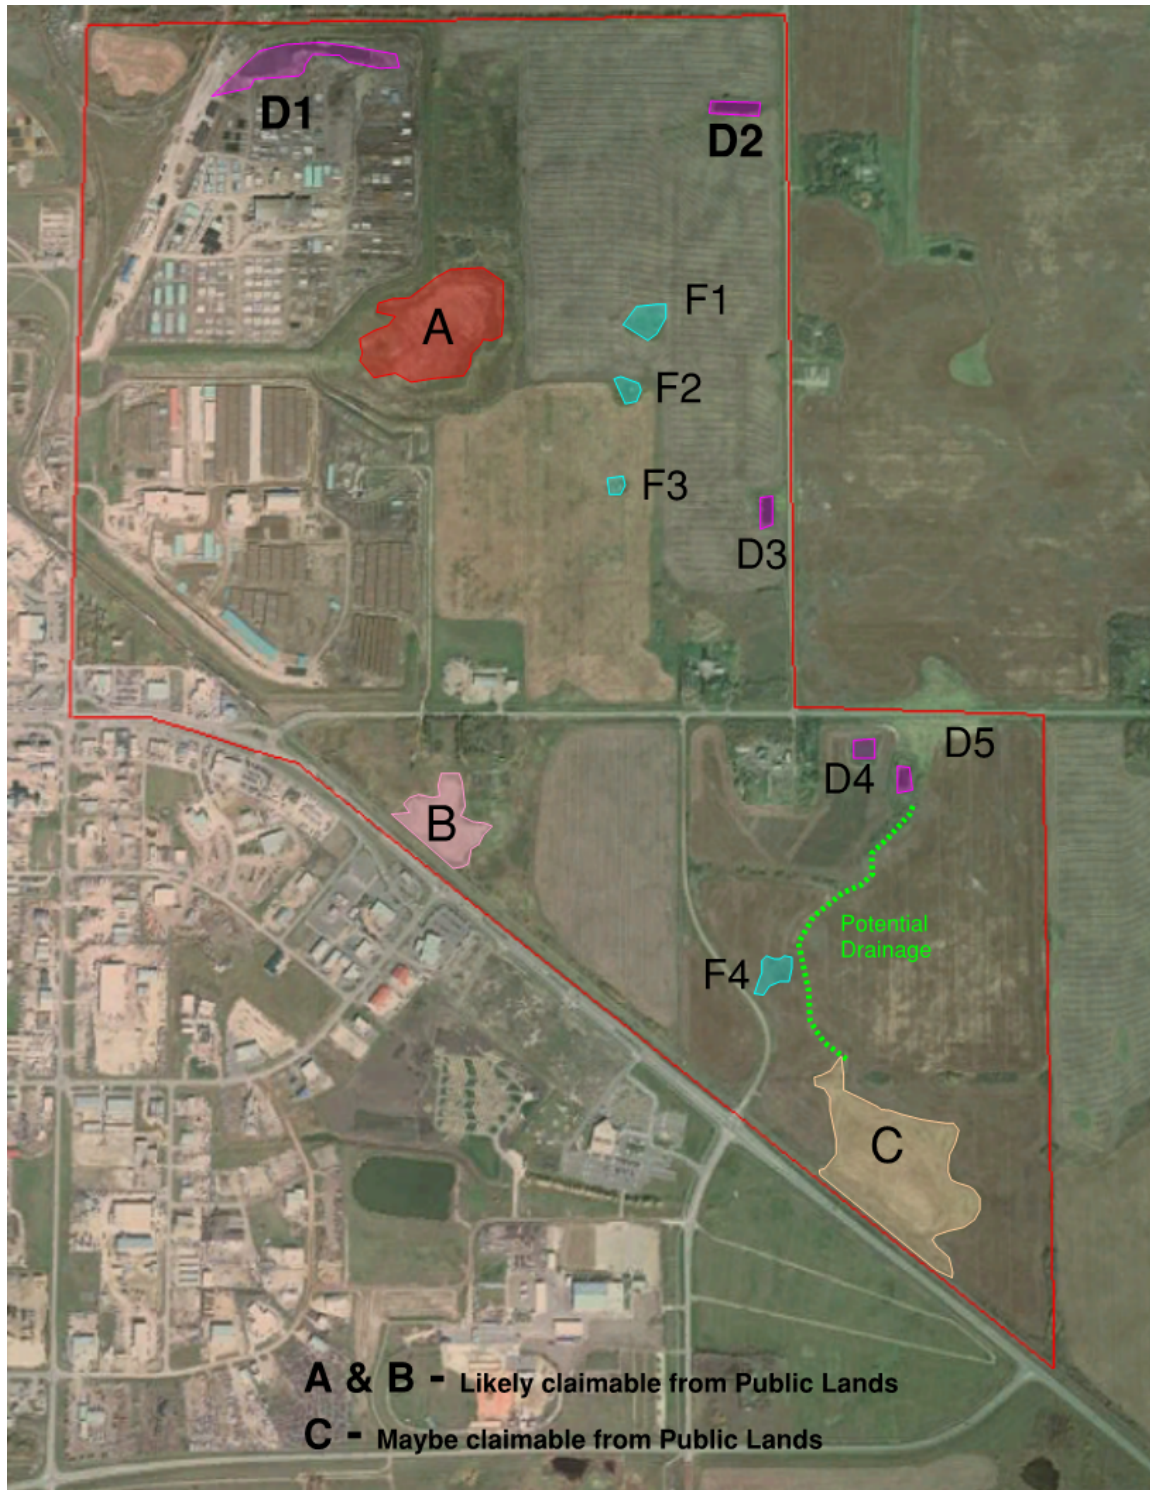 D1
D2
A
F1
F2
F3
D3
D5
D4
B
Potential
Drainage
F4
C
A & B - Likely claimable from Public Lands
C - Maybe claimable from Public Lands